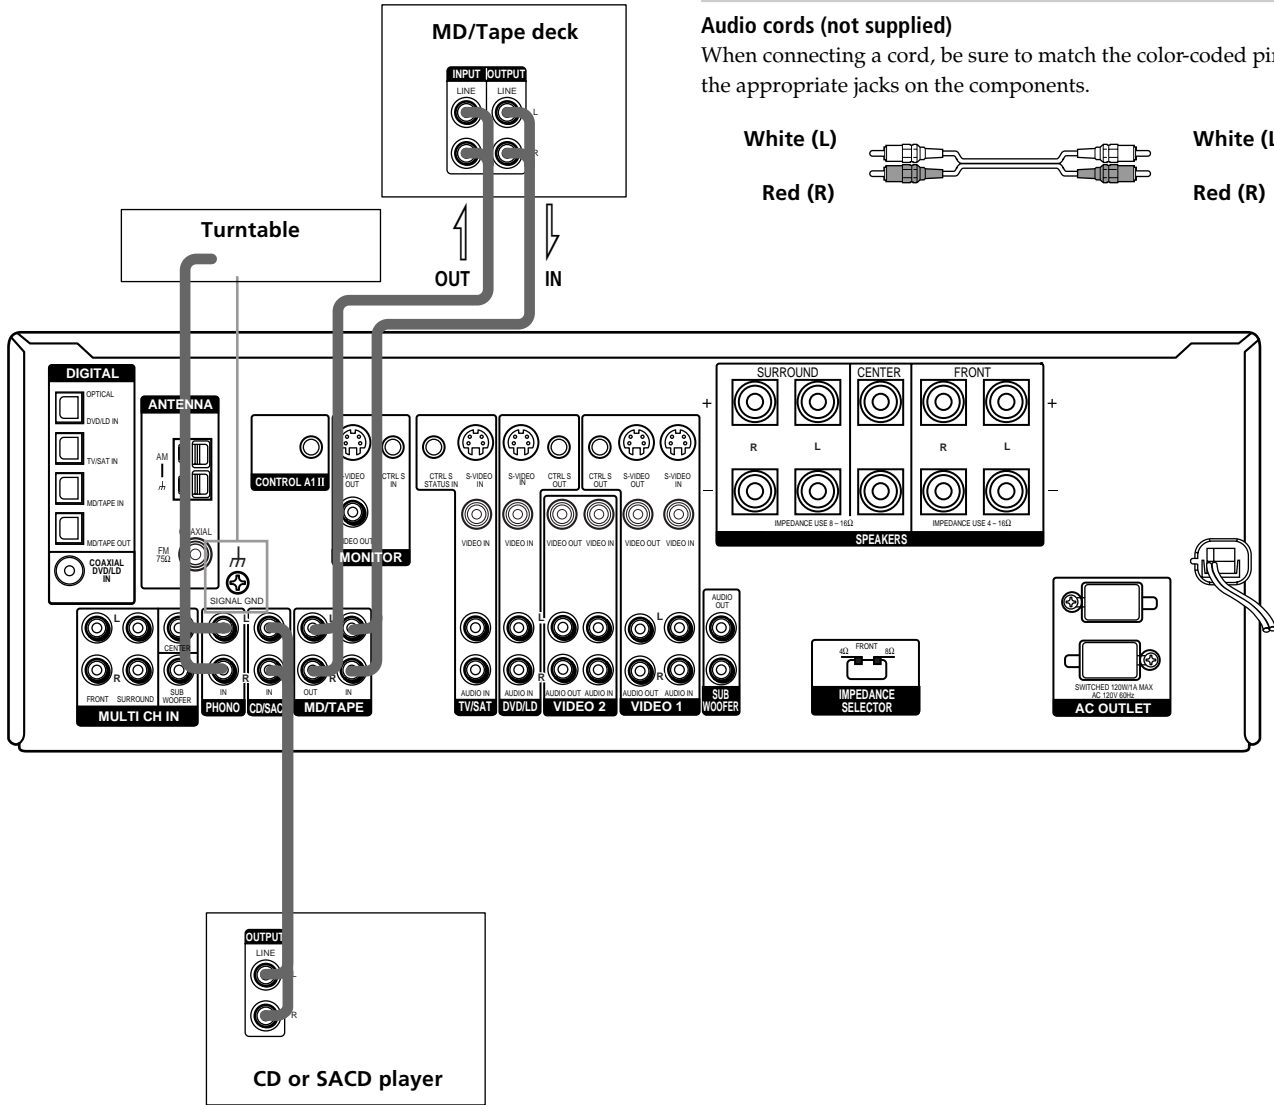 Audio cords (not supplied)
When connecting a cord, be sure to match the color-coded pin
the appropriate jacks on the components.
White (L)
White (L
Red (R)
Red (R)
MD/Tape deck
INPUT OUTPUT
LINE LINE
L
R
Turntable
OUT IN
DIGITAL
OPTICAL
DVD/LD IN
TV/SAT IN
MD/TAPE IN
MD/TAPE OUT
COAXIAL
DVD/LD
IN
ANTENNA
AM
COAXIAL
FM
75Ω
SIGNAL GND
CONTROL A1 II
S-VIDEO
OUT
CTRL S
IN
VIDEO OUT
MONITOR
CTRL S
STATUS IN
S-VIDEO
IN
S-VIDEO
IN
CTRL S
OUT
CTRL S
OUT
S-VIDEO
OUT
S-VIDEO
IN
VIDEO IN VIDEO IN VIDEO OUT VIDEO IN VIDEO OUT VIDEO IN
SURROUND CENTER FRONT
+ +
R L R L
– –
IMPEDANCE USE 8 ~ 16Ω IMPEDANCE USE 4 ~ 16Ω
SPEAKERS
L L L L L
CENTER
R R R R R
FRONT SURROUND
SUB
WOOFER
MULTI CH IN
IN
PHONO
IN
CD/SAC
OUT IN
MD/TAPE
AUDIO IN
TV/SAT
AUDIO IN
DVD/LD
AUDIO OUT AUDIO IN
VIDEO 2
AUDIO OUT AUDIO IN
VIDEO 1
AUDIO
OUT
SUB
WOOFER
FRONT
4Ω 8Ω
IMPEDANCE
SELECTOR
SWITCHED 120W/1A MAX
AC 120V 60Hz
AC OUTLET
OUTPUT
LINE
L
R
CD or SACD player